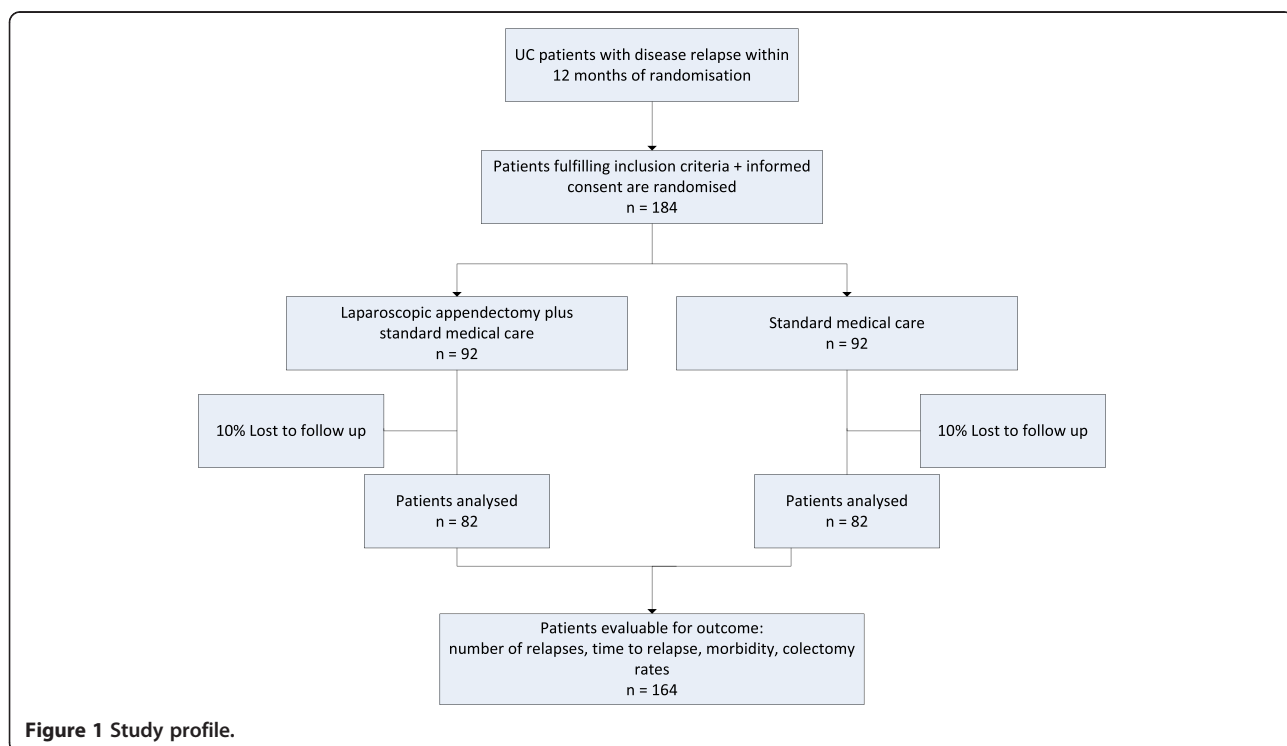 UC patients with disease relapse within
12 months of randomisation
Patients fulfilling inclusion criteria + informed
consent are randomised
n = 184
Laparoscopic appendectomy plus
standard medical care
n = 92
Standard medical care
n = 92
10% Lost to follow up
10% Lost to follow up
Patients analysed
n = 82
Patients analysed
n = 82
Patients evaluable for outcome:
number of relapses, time to relapse, morbidity, colectomy
rates
n = 164
Figure 1 Study profile.